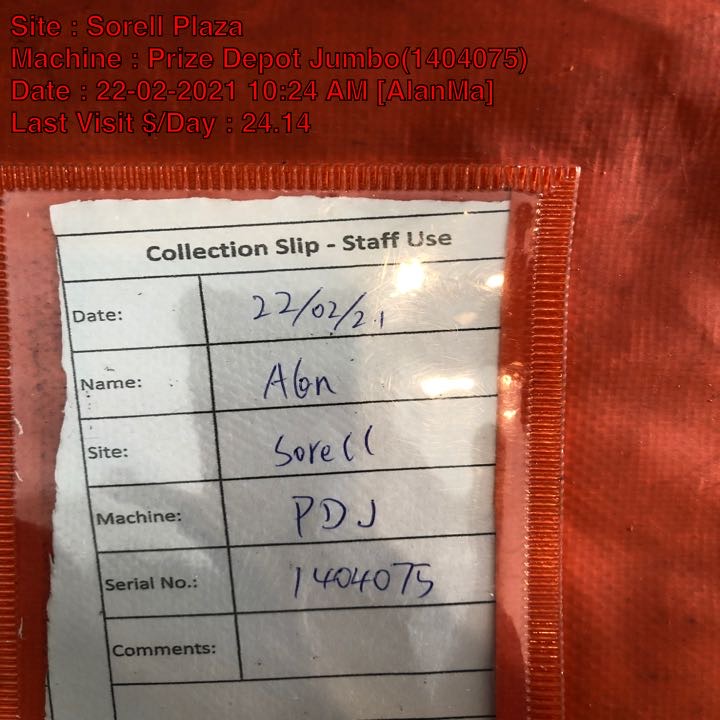 Site : Sorell Plaza
Machine : Prize Depot Jumbo(1404075)
Date : 22-02-2021 10:24 AM [AlanMa]
Last Visit $/Day : 24.14
Collection Slip - Staff Use
Date: 22/02/21
Name: Alan
Site: Sorell
Machine: PDJ
Serial No.: 1404075
Comments: